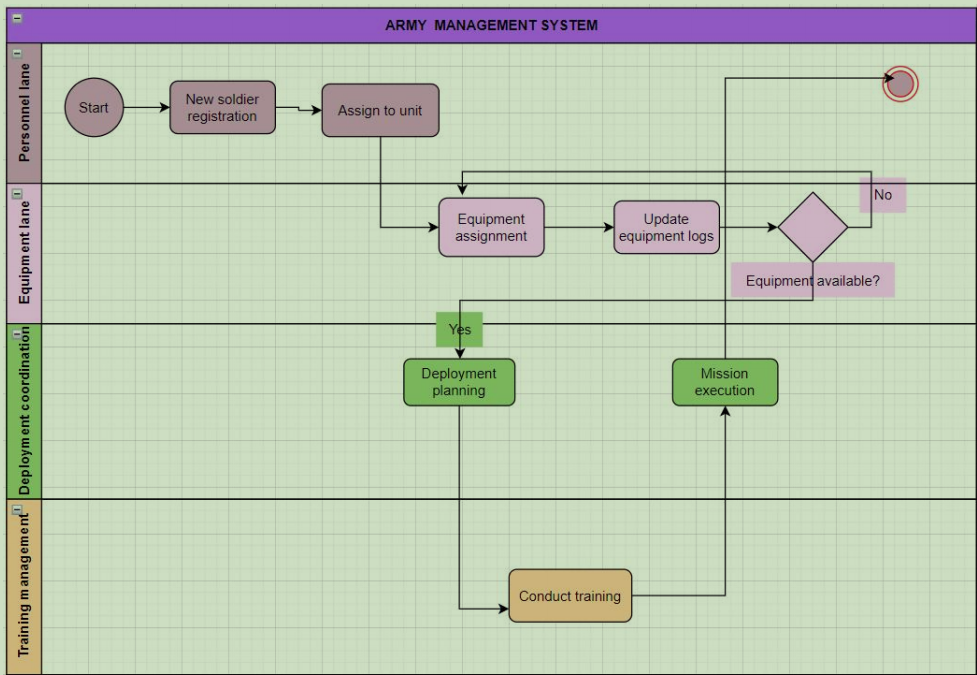 ARMY MANAGEMENT SYSTEM
Personnel lane
Start
New soldier
registration
Assign to unit
Equipment lane
Equipment
assignment
Update
equipment logs
No
Equipment available?
Deployment coordination
Yes
Deployment
planning
Mission
execution
Training management
Conduct training